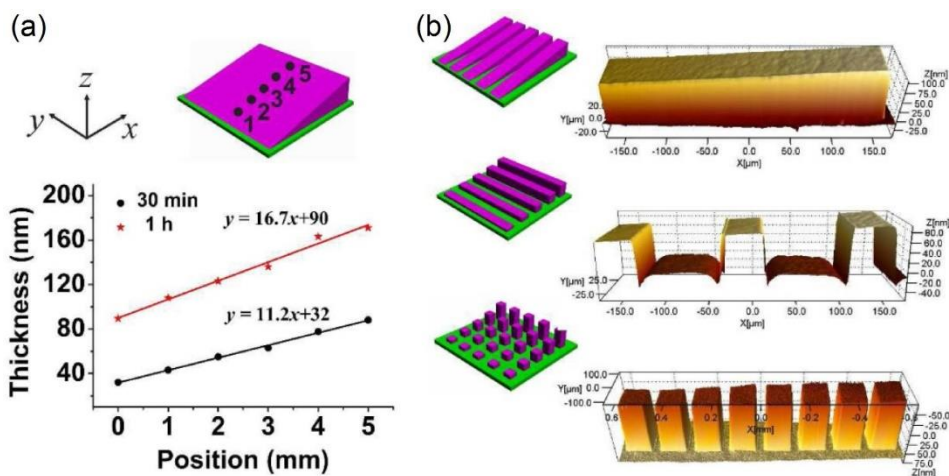 (a)
z
y
x
1 2 3 4 5
200
160
120
80
40
Thickness (nm)
30 min
1 h
y = 16.7x+90
y = 11.2x+32
0 1 2 3 4 5
Position (mm)
(b)
Z[nm]
100.0
75.0
50.0
25.0
0.0
-25.0
20.
Y[µm]
-20.0
-150.0 -100.0 -50.0 0.0 50.0 100.0 150.0
X[µm]
Z[nm]
80.0
60.0
40.0
20.0
0.0
-20.0
-40.0
Y[µm]
25.0
-150.0 -100.0 -50.0 0.0 50.0 100.0 150.0
X[µm]
100.0
Y[µm] 0.0
-100.0
0.6 0.4 0.2 0.0 -0.2 -0.4
X[mm]
-50.0
-25.0
0.0
25.0
50.0
75.0
Z[nm]